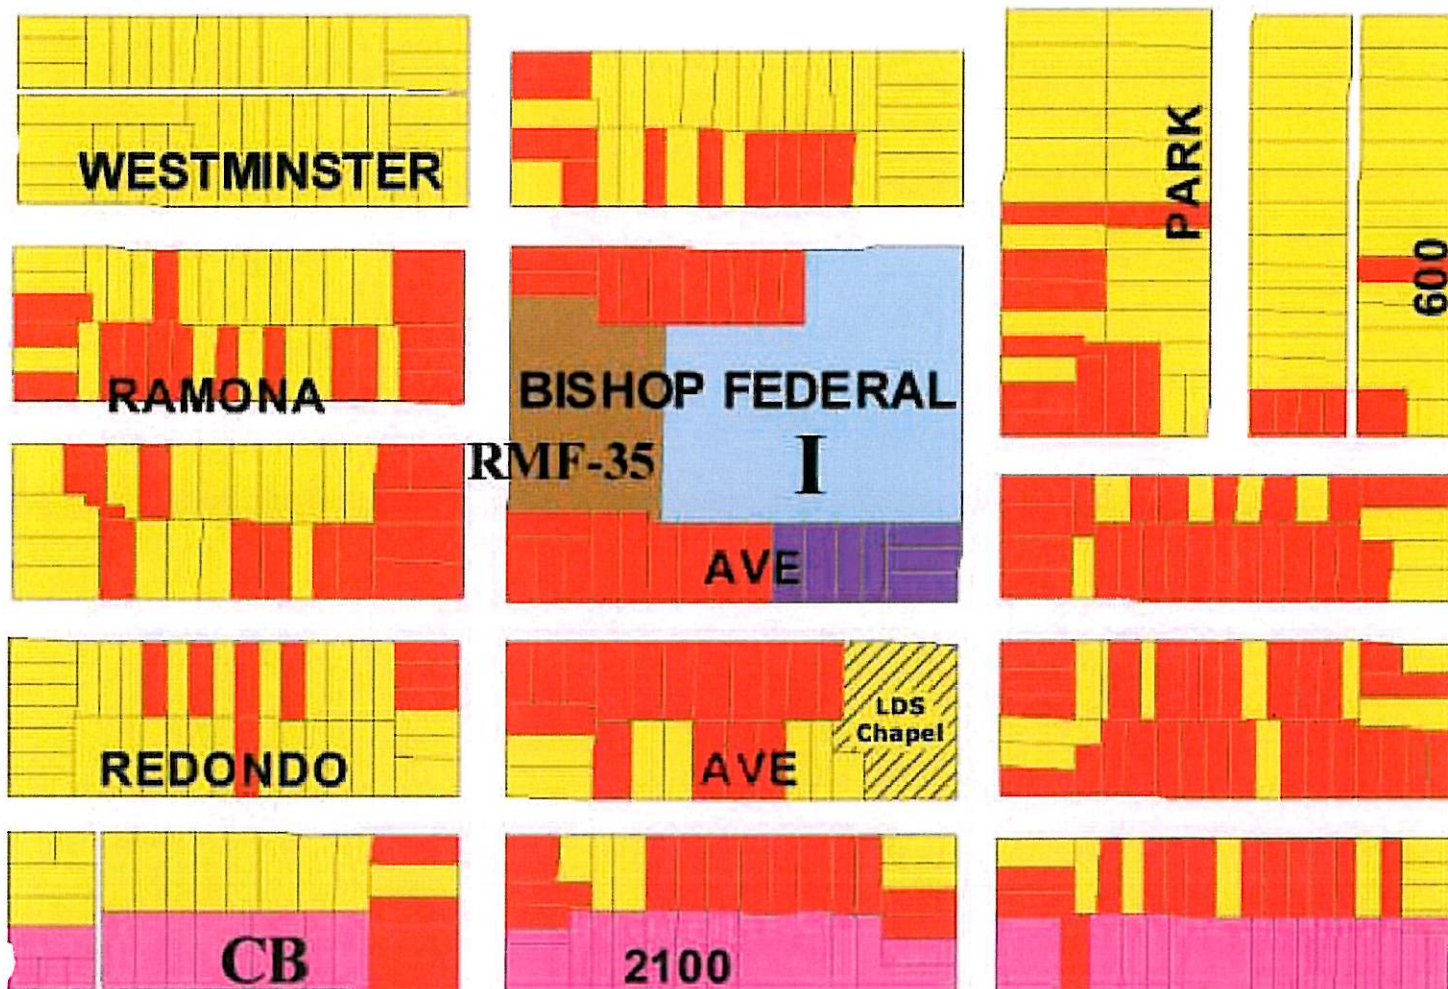 WESTMINSTER
PARK
600
RAMONA
BISHOP FEDERAL
RMF-35
I
AVE
LDS
Chapel
REDONDO
AVE
CB
2100